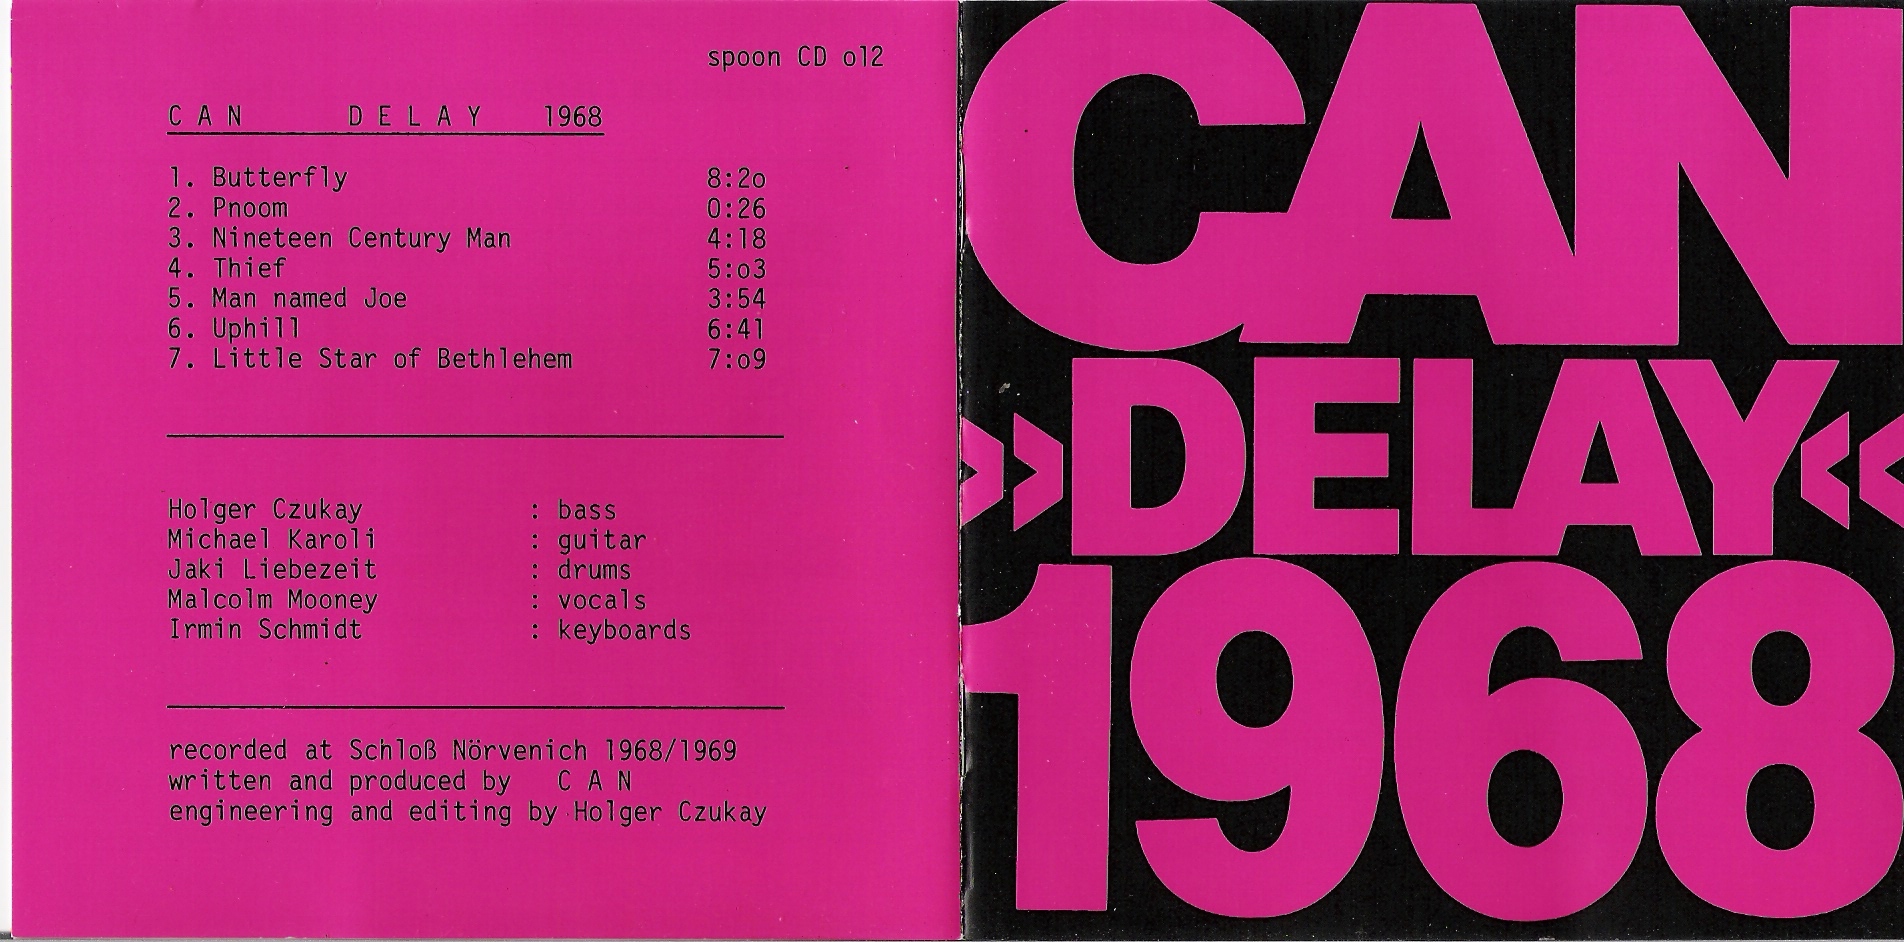 spoon CD o12
C A N D E L A Y 1968
1. Butterfly 8:2o
2. Pnoom 0:26
3. Nineteen Century Man 4:18
4. Thief 5:o3
5. Man named Joe 3:54
6. Uphill 6:41
7. Little Star of Bethlehem 7:o9
Holger Czukay : bass
Michael Karoli : guitar
Jaki Liebezeit : drums
Malcolm Mooney : vocals
Irmin Schmidt : keyboards
recorded at Schloß Nörvenich 1968/1969
written and produced by C A N
engineering and editing by Holger Czukay
CAN
>>DELAY<<
1968